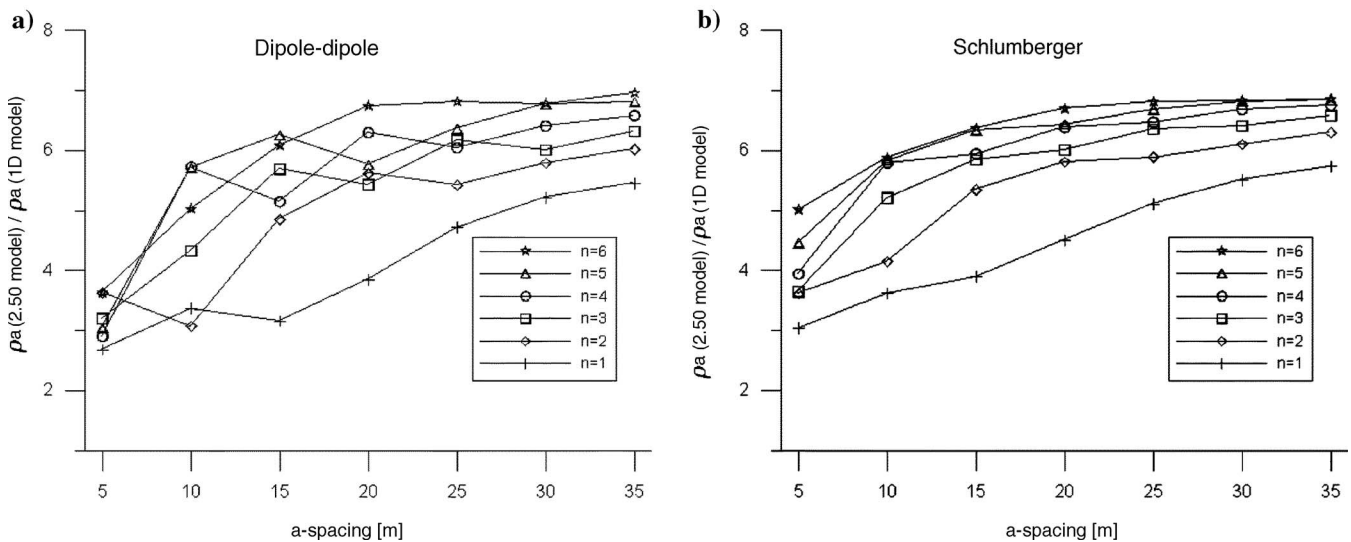 a)
Dipole-dipole
8
6
4
2
ρa (2.50 model) / ρa (1D model)
n=6
n=5
n=4
n=3
n=2
n=1
5 10 15 20 25 30 35
a-spacing [m]
b)
Schlumberger
8
6
4
2
ρa (2.50 model) / ρa (1D model)
n=6
n=5
n=4
n=3
n=2
n=1
5 10 15 20 25 30 35
a-spacing [m]